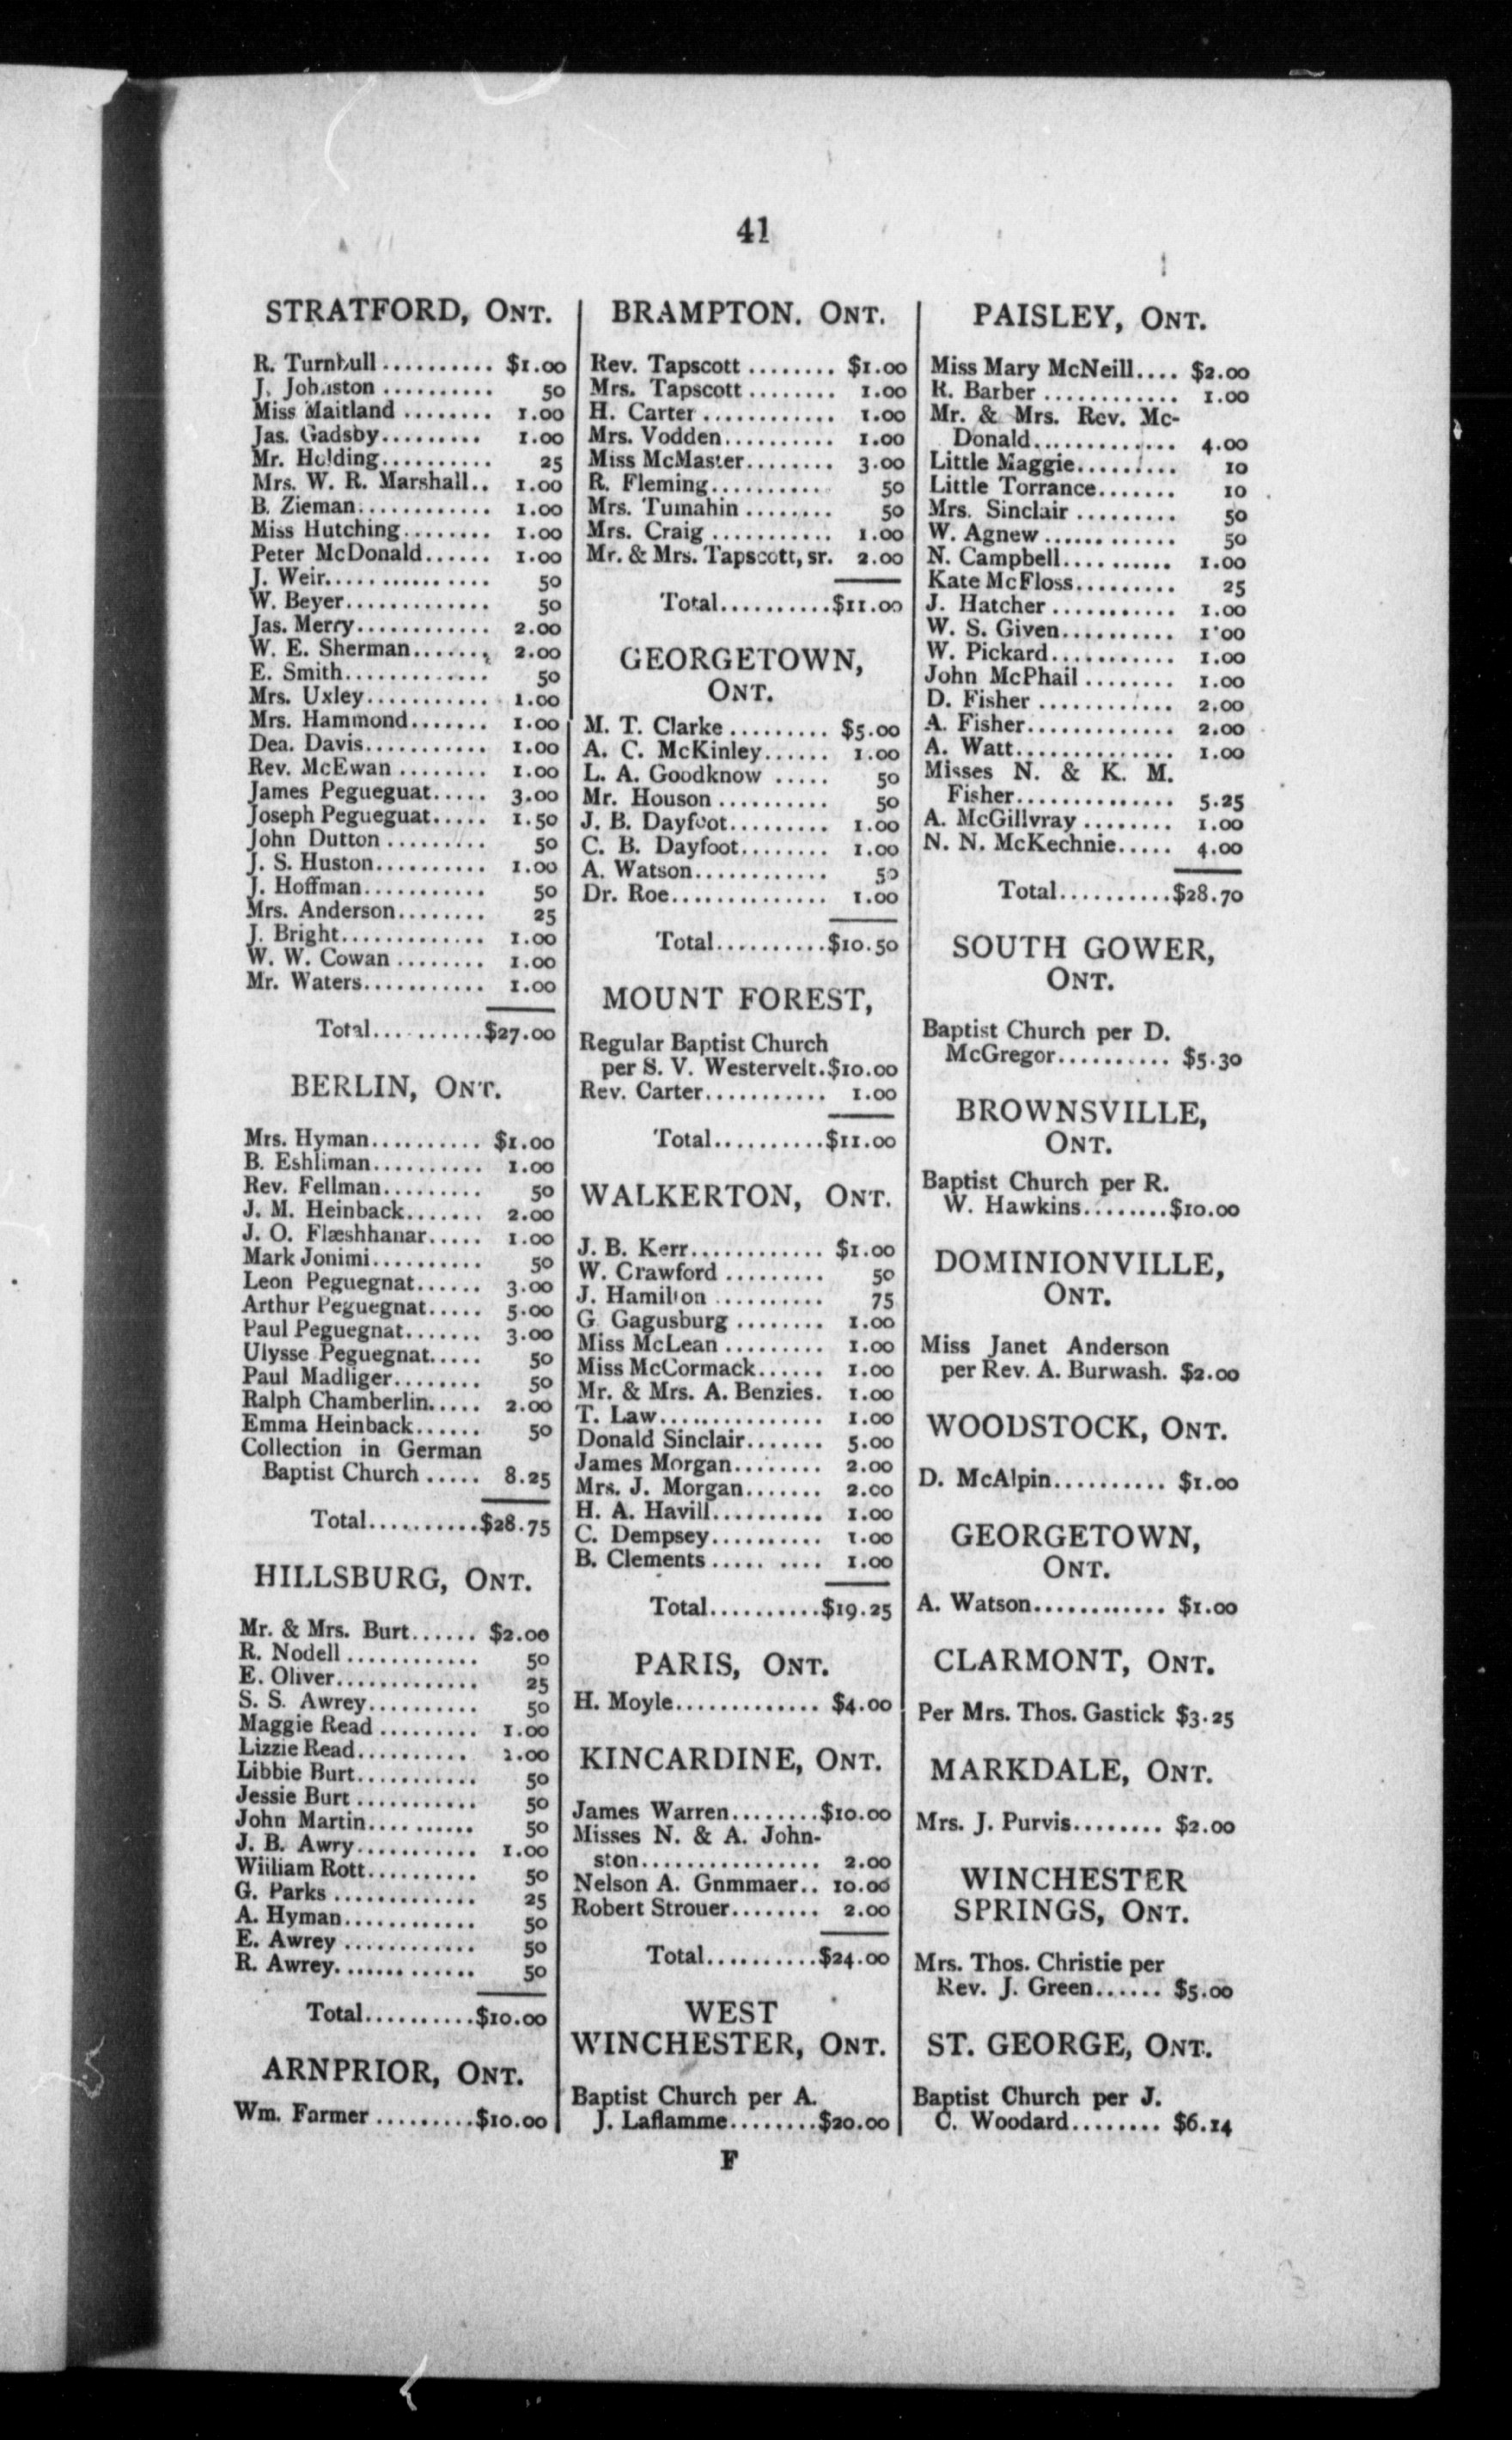 41
STRATFORD, ONT.
R. Turnbull .......... $1.00
J. Johnston .......... 50
Miss Maitland ........ 1.00
Jas. Gadsby......... 1.00
Mr. Holding.......... 25
Mrs. W. R. Marshall.. 1.00
B. Zieman............ 1.00
Miss Hutching........ 1.00
Peter McDonald...... 1.00
J. Weir............... 50
W. Beyer............. 50
Jas. Merry............ 2.00
W. E. Sherman....... 2.00
E. Smith............. 50
Mrs. Uxley........... 1.00
Mrs. Hammond....... 1.00
Dea. Davis........... 1.00
Rev. McEwan ........ 1.00
James Pegueguat..... 3.00
Joseph Pegueguat..... 1.50
John Dutton ......... 50
J. S. Huston.......... 1.00
J. Hoffman........... 50
Mrs. Anderson........ 25
J. Bright............. 1.00
W. W. Cowan ........ 1.00
Mr. Waters........... 1.00
Total..........$27.00
BERLIN, ONT.
Mrs. Hyman.......... $1.00
B. Eshliman.......... 1.00
Rev. Fellman......... 50
J. M. Heinback....... 2.00
J. O. Flæshhanar..... 1.00
Mark Jonimi.......... 50
Leon Peguegnat...... 3.00
Arthur Peguegnat..... 5.00
Paul Peguegnat....... 3.00
Ulysse Peguegnat..... 50
Paul Madliger........ 50
Ralph Chamberlin..... 2.00
Emma Heinback...... 50
Collection in German
Baptist Church ..... 8.25
Total..........$28.75
HILLSBURG, ONT.
Mr. & Mrs. Burt...... $2.00
R. Nodell ............ 50
E. Oliver............. 25
S. S. Awrey.......... 50
Maggie Read ......... 1.00
Lizzie Read.......... 1.00
Libbie Burt........... 50
Jessie Burt ........... 50
John Martin.......... 50
J. B. Awry........... 1.00
Wiiliam Rott.......... 50
G. Parks ............. 25
A. Hyman............ 50
E. Awrey ............ 50
R. Awrey............. 50
Total..........$10.00
ARNPRIOR, ONT.
Wm. Farmer .........$10.00
BRAMPTON. ONT.
Rev. Tapscott ........ $1.00
Mrs. Tapscott ........ 1.00
H. Carter ............ 1.00
Mrs. Vodden.......... 1.00
Miss McMaster........ 3.00
R. Fleming........... 50
Mrs. Tumahin ........ 50
Mrs. Craig ........... 1.00
Mr. & Mrs. Tapscott, sr. 2.00
Total..........$11.00
GEORGETOWN,
ONT.
M. T. Clarke ......... $5.00
A. C. McKinley...... 1.00
L. A. Goodknow ..... 50
Mr. Houson .......... 50
J. B. Dayfoot......... 1.00
C. B. Dayfoot........ 1.00
A. Watson............ 50
Dr. Roe.............. 1.00
Total..........$10.50
MOUNT FOREST,
Regular Baptist Church
per S. V. Westervelt.$10.00
Rev. Carter........... 1.00
Total..........$11.00
WALKERTON, ONT.
J. B. Kerr............ $1.00
W. Crawford ......... 50
J. Hamilton .......... 75
G Gagusburg ........ 1.00
Miss McLean ......... 1.00
Miss McCormack...... 1.00
Mr. & Mrs. A. Benzies. 1.00
T. Law............... 1.00
Donald Sinclair....... 5.00
James Morgan........ 2.00
Mrs. J. Morgan....... 2.00
H. A. Havill.......... 1.00
C. Dempsey.......... 1.00
B. Clements ..... .... 1.00
Total..........$19.25
PARIS, ONT.
H. Moyle............. $4.00
KINCARDINE, ONT.
James Warren........$10.00
Misses N. & A. John-
ston................ 2.00
Nelson A. Gnmmaer.. 10.00
Robert Strouer........ 2.00
Total..........$24.00
WEST
WINCHESTER, ONT.
Baptist Church per A.
J. Laflamme........$20.00
PAISLEY, ONT.
Miss Mary McNeill.... $2.00
R. Barber ............ 1.00
Mr. & Mrs. Rev. Mc-
Donald............. 4.00
Little Maggie......... 10
Little Torrance....... 10
Mrs. Sinclair ......... 50
W. Agnew ............ 50
N. Campbell.......... 1.00
Kate McFloss......... 25
J. Hatcher ........... 1.00
W. S. Given.......... 1.00
W. Pickard........... 1.00
John McPhail ........ 1.00
D. Fisher ............ 2.00
A. Fisher............. 2.00
A. Watt.............. 1.00
Misses N. & K. M.
Fisher.............. 5.25
A. McGillvray ........ 1.00
N. N. McKechnie..... 4.00
Total..........$28.70
SOUTH GOWER,
ONT.
Baptist Church per D.
McGregor.......... $5.30
BROWNSVILLE,
ONT.
Baptist Church per R.
W. Hawkins........$10.00
DOMINIONVILLE,
ONT.
Miss Janet Anderson
per Rev. A. Burwash. $2.00
WOODSTOCK, ONT.
D. McAlpin.......... $1.00
GEORGETOWN,
ONT.
A. Watson............ $1.00
CLARMONT, ONT.
Per Mrs. Thos. Gastick $3.25
MARKDALE, ONT.
Mrs. J. Purvis........ $2.00
WINCHESTER
SPRINGS, ONT.
Mrs. Thos. Christie per
Rev. J. Green...... $5.00
ST. GEORGE, ONT.
Baptist Church per J.
C. Woodard........ $6.14
F